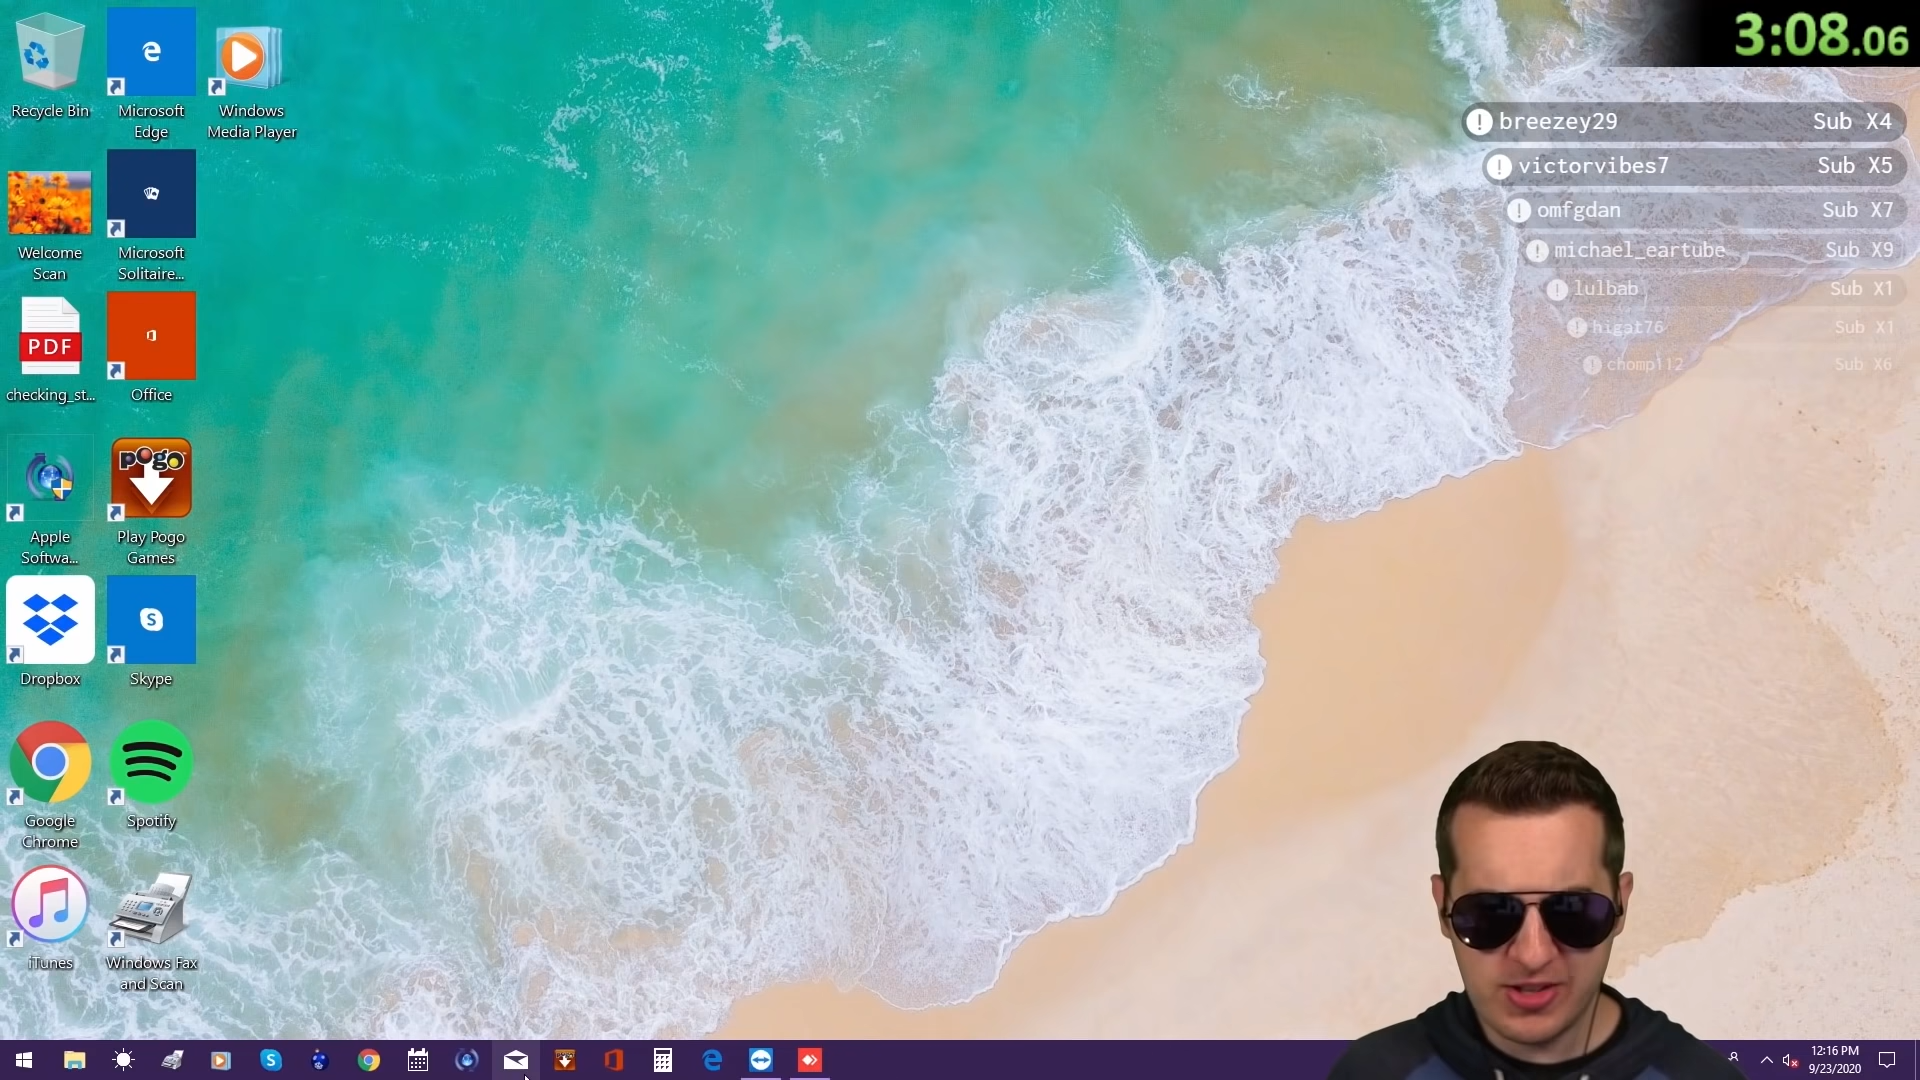 3:08.06
Recycle Bin
Microsoft
Edge
Windows
Media Player
breezey29 Sub X4
victorvibes7 Sub X5
omfgdan Sub X7
michael_eartube Sub X9
lulbab Sub X1
higat76 Sub X1
chomp112 Sub X6
Welcome
Scan
Microsoft
Solitaire...
PDF
checking_st...
Office
pogo
Apple
Softwa...
Play Pogo
Games
Dropbox
Skype
Google
Chrome
Spotify
iTunes
Windows Fax
and Scan
12:16 PM
9/23/2020